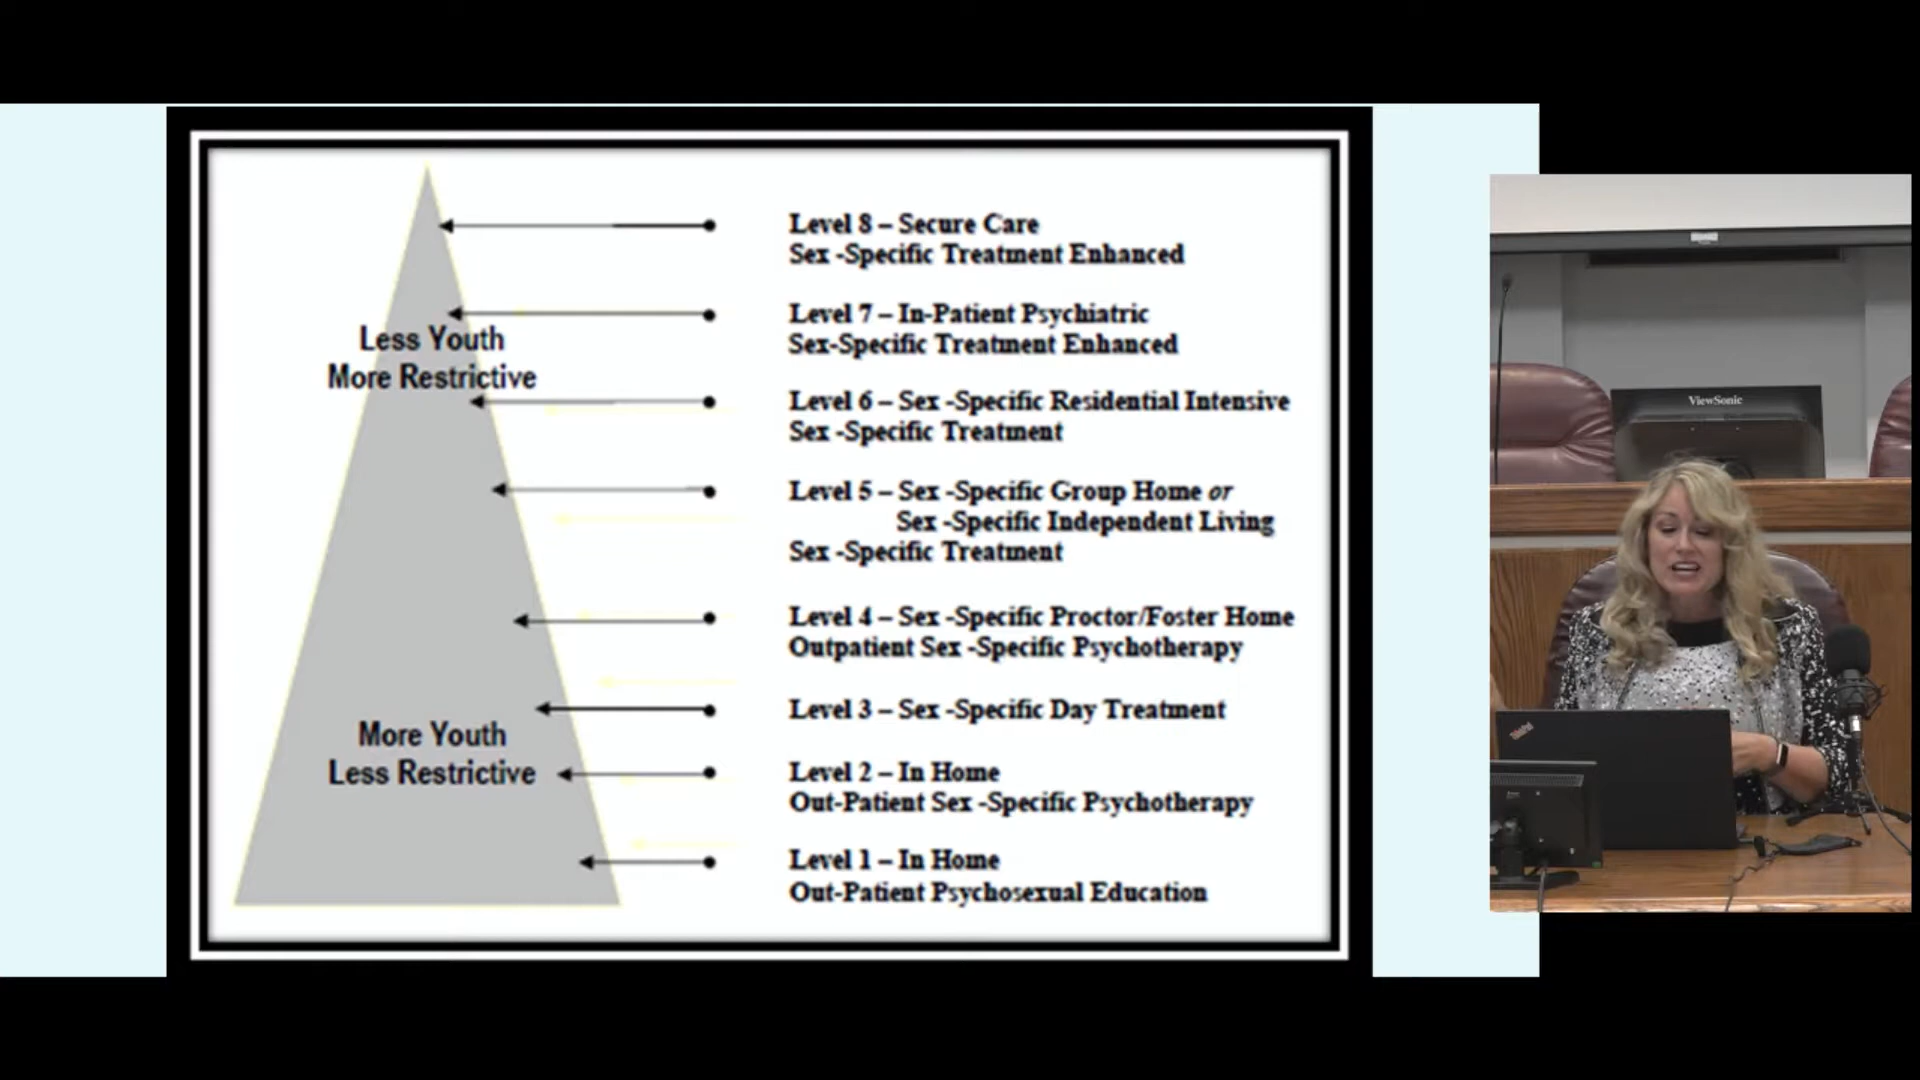 Level 8 – Secure Care
Sex -Specific Treatment Enhanced
Level 7 – In-Patient Psychiatric
Sex-Specific Treatment Enhanced
Less Youth
More Restrictive
Level 6 – Sex -Specific Residential Intensive
Sex -Specific Treatment
Level 5 – Sex -Specific Group Home or
Sex -Specific Independent Living
Sex -Specific Treatment
Level 4 – Sex -Specific Proctor/Foster Home
Outpatient Sex -Specific Psychotherapy
Level 3 – Sex -Specific Day Treatment
More Youth
Less Restrictive
Level 2 – In Home
Out-Patient Sex -Specific Psychotherapy
Level 1 – In Home
Out-Patient Psychosexual Education
ViewSonic
ThinkPad